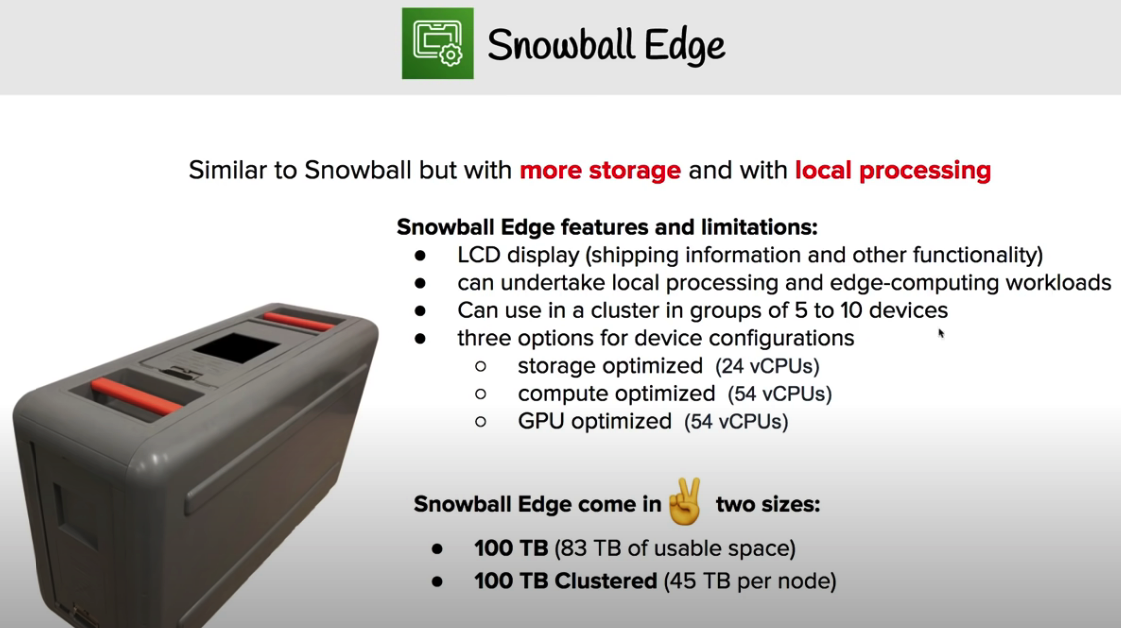 Snowball Edge
Similar to Snowball but with more storage and with local processing
Snowball Edge features and limitations:
● LCD display (shipping information and other functionality)
● can undertake local processing and edge-computing workloads
● Can use in a cluster in groups of 5 to 10 devices
● three options for device configurations
○ storage optimized (24 vCPUs)
○ compute optimized (54 vCPUs)
○ GPU optimized (54 vCPUs)
Snowball Edge come in ✌ two sizes:
● 100 TB (83 TB of usable space)
● 100 TB Clustered (45 TB per node)